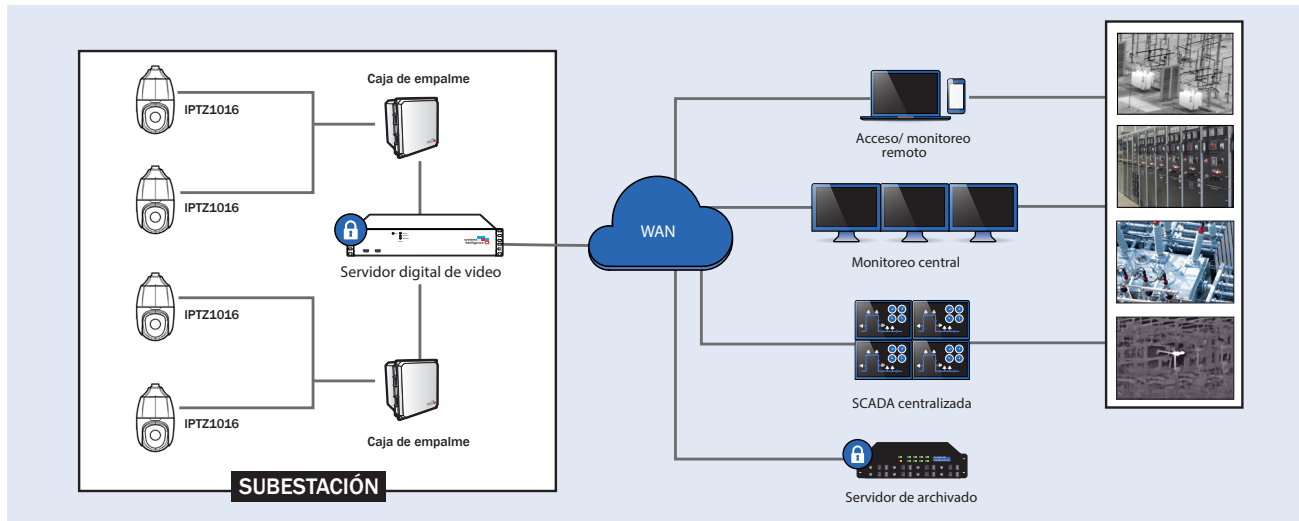 Caja de empalme
IPTZ1016
IPTZ1016
Servidor digital de video
IPTZ1016
IPTZ1016
Caja de empalme
SUBESTACIÓN
WAN
Acceso/ monitoreo
remoto
Monitoreo central
SCADA centralizada
Servidor de archivado